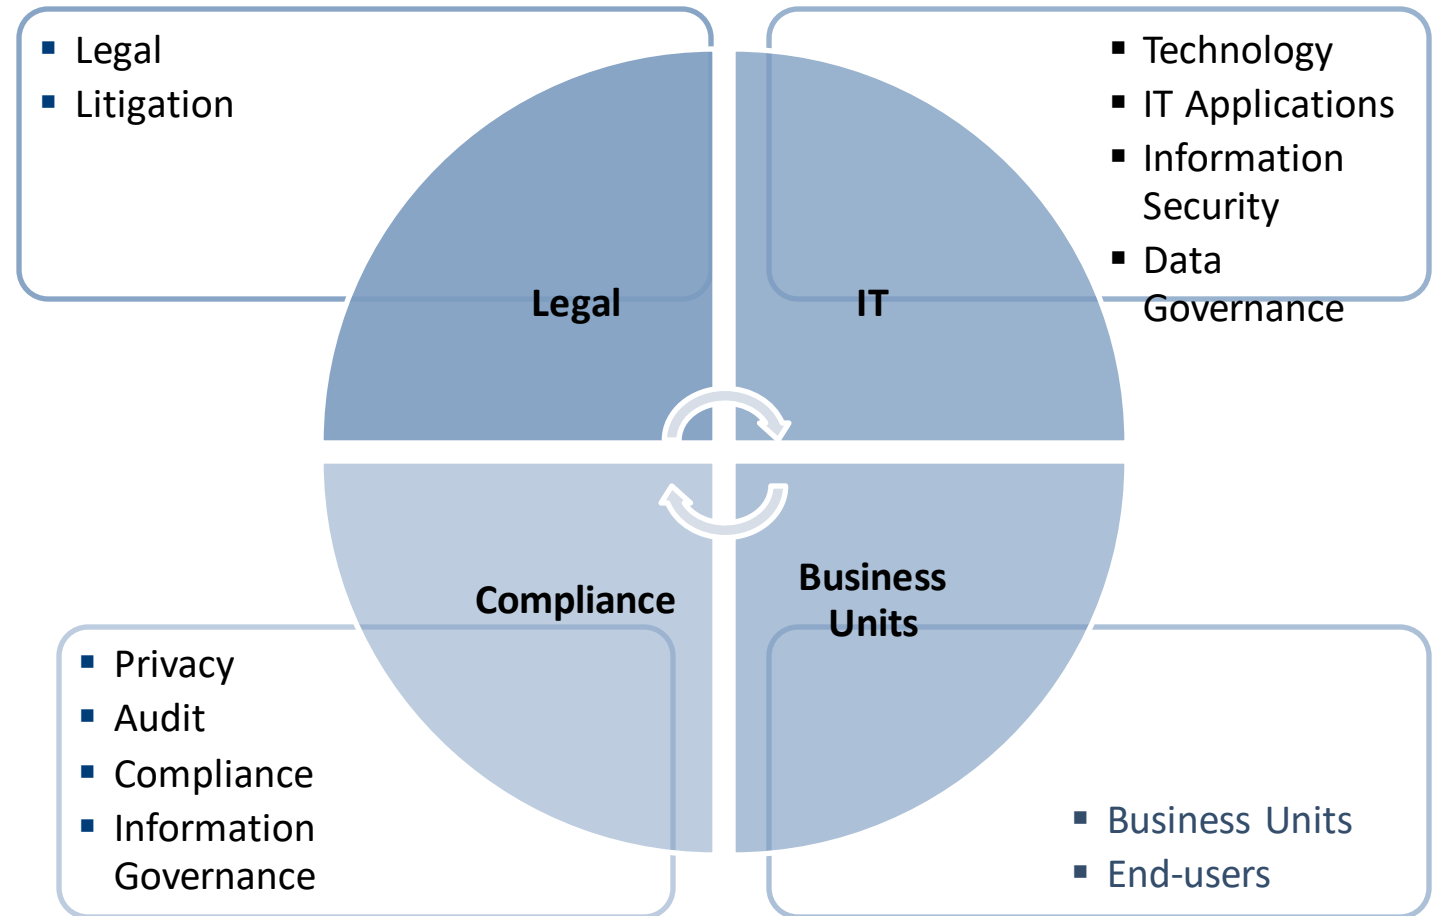 Legal
Litigation
Technology
IT Applications
Information
Security
Data
Governance
Legal
IT
Compliance
Business
Units
Privacy
Audit
Compliance
Information
Governance
Business Units
End-users